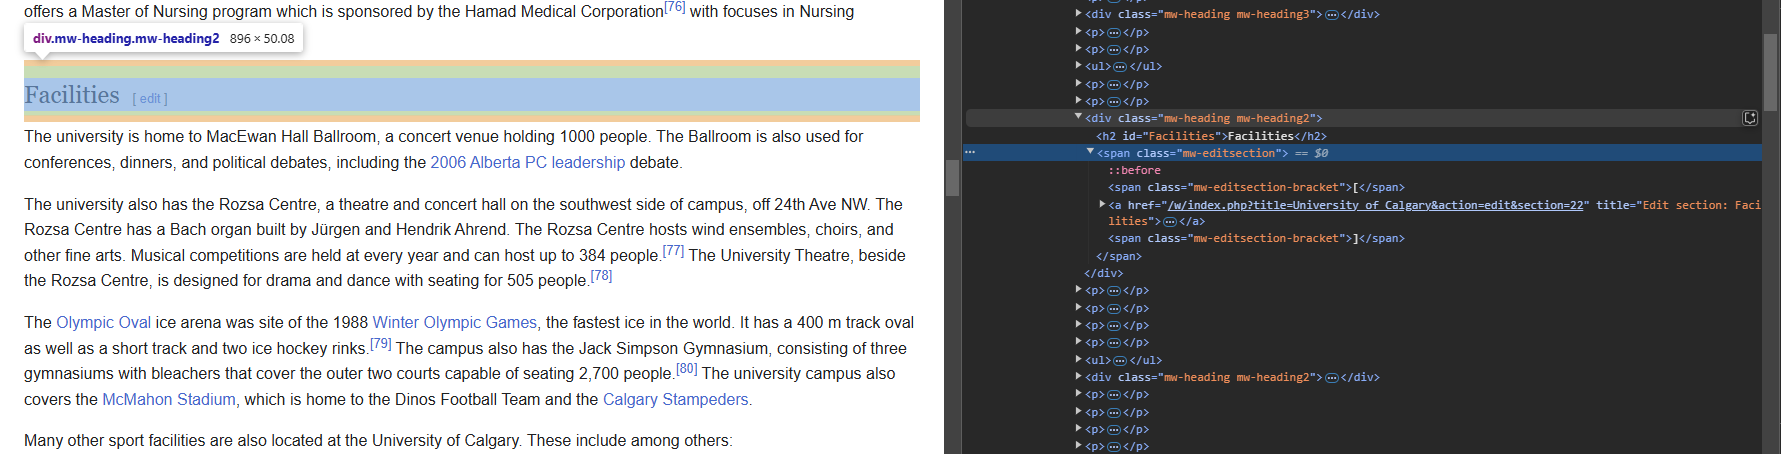 offers a Master of Nursing program which is sponsored by the Hamad Medical Corporation[76] with focuses in Nursing
div.mw-heading.mw-heading2 896 × 50.08
Facilities [ edit ]
The university is home to MacEwan Hall Ballroom, a concert venue holding 1000 people. The Ballroom is also used for
conferences, dinners, and political debates, including the 2006 Alberta PC leadership debate.
The university also has the Rozsa Centre, a theatre and concert hall on the southwest side of campus, off 24th Ave NW. The
Rozsa Centre has a Bach organ built by Jürgen and Hendrik Ahrend. The Rozsa Centre hosts wind ensembles, choirs, and
other fine arts. Musical competitions are held at every year and can host up to 384 people.[77] The University Theatre, beside
the Rozsa Centre, is designed for drama and dance with seating for 505 people.[78]
The Olympic Oval ice arena was site of the 1988 Winter Olympic Games, the fastest ice in the world. It has a 400 m track oval
as well as a short track and two ice hockey rinks.[79] The campus also has the Jack Simpson Gymnasium, consisting of three
gymnasiums with bleachers that cover the outer two courts capable of seating 2,700 people.[80] The university campus also
covers the McMahon Stadium, which is home to the Dinos Football Team and the Calgary Stampeders.
Many other sport facilities are also located at the University of Calgary. These include among others:
<div class="mw-heading mw-heading3">⋯</div>
<p>⋯</p>
<p>⋯</p>
<ul>⋯</ul>
<p>⋯</p>
<p>⋯</p>
<div class="mw-heading mw-heading2">
<h2 id="Facilities">Facilities</h2>
<span class="mw-editsection"> == $0
::before
<span class="mw-editsection-bracket">[</span>
<a href="/w/index.php?title=University_of_Calgary&action=edit&section=22" title="Edit section: Faci
lities">⋯</a>
<span class="mw-editsection-bracket">]</span>
</span>
</div>
<p>⋯</p>
<p>⋯</p>
<p>⋯</p>
<p>⋯</p>
<ul>⋯</ul>
<div class="mw-heading mw-heading2">⋯</div>
<p>⋯</p>
<p>⋯</p>
<p>⋯</p>
<p>⋯</p>